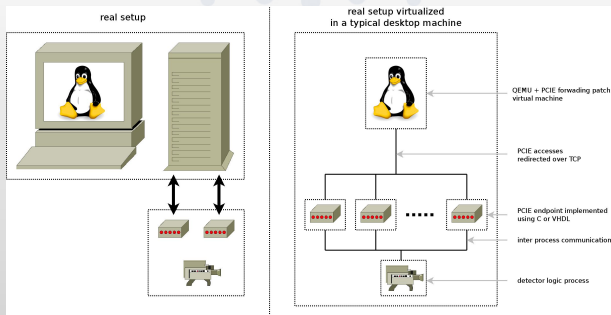 real setup
real setup virtualized
in a typical desktop machine
QEMU + PCIE forwading patch
virtual machine
PCIE accesses
redirected over TCP
PCIE endpoint implemented
using C or VHDL
inter process communication
detector logic process